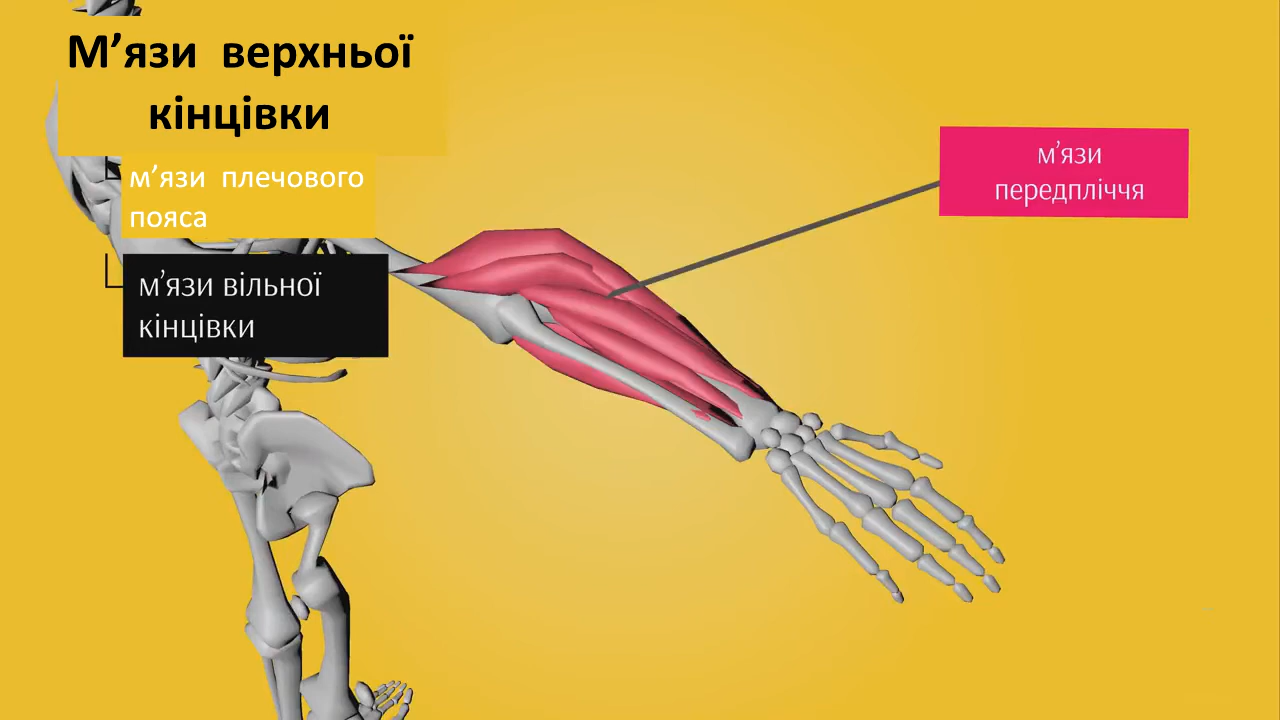 М’язи верхньої
кінцівки
м’язи плечового
пояса
м’язи вільної
кінцівки
м’язи
передпліччя